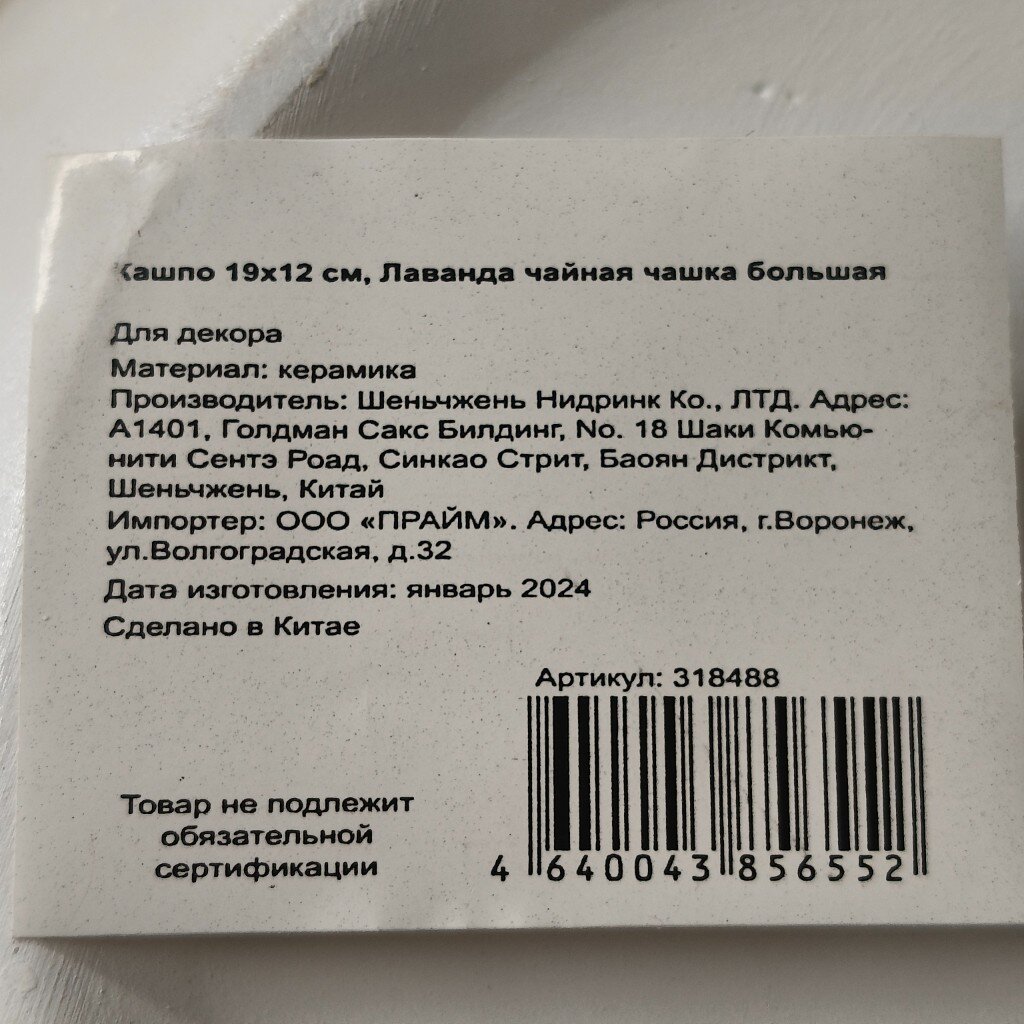 Кашпо 19х12 см, Лаванда чайная чашка большая
Для декора
Материал: керамика
Производитель: Шеньчжень Нидринк Ко., ЛТД. Адрес:
А1401, Голдман Сакс Билдинг, No. 18 Шаки Комью-
нити Сентэ Роад, Синкао Стрит, Баоян Дистрикт,
Шеньчжень, Китай
Импортер: ООО «ПРАЙМ». Адрес: Россия, г.Воронеж,
ул.Волгоградская, д.32
Дата изготовления: январь 2024
Сделано в Китае
Артикул: 318488
Товар не подлежит
обязательной
сертификации
4 640043 856552